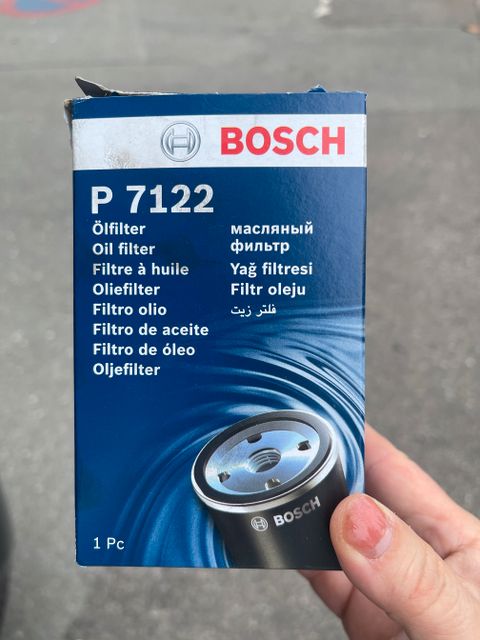 BOSCH
P 7122
Ölfilter
Oil filter
Filtre à huile
Oliefilter
Filtro olio
Filtro de aceite
Filtro de óleo
Oljefilter
масляный
фильтр
Yağ filtresi
Filtr oleju
فلتر زيت
BOSCH
1 Pc